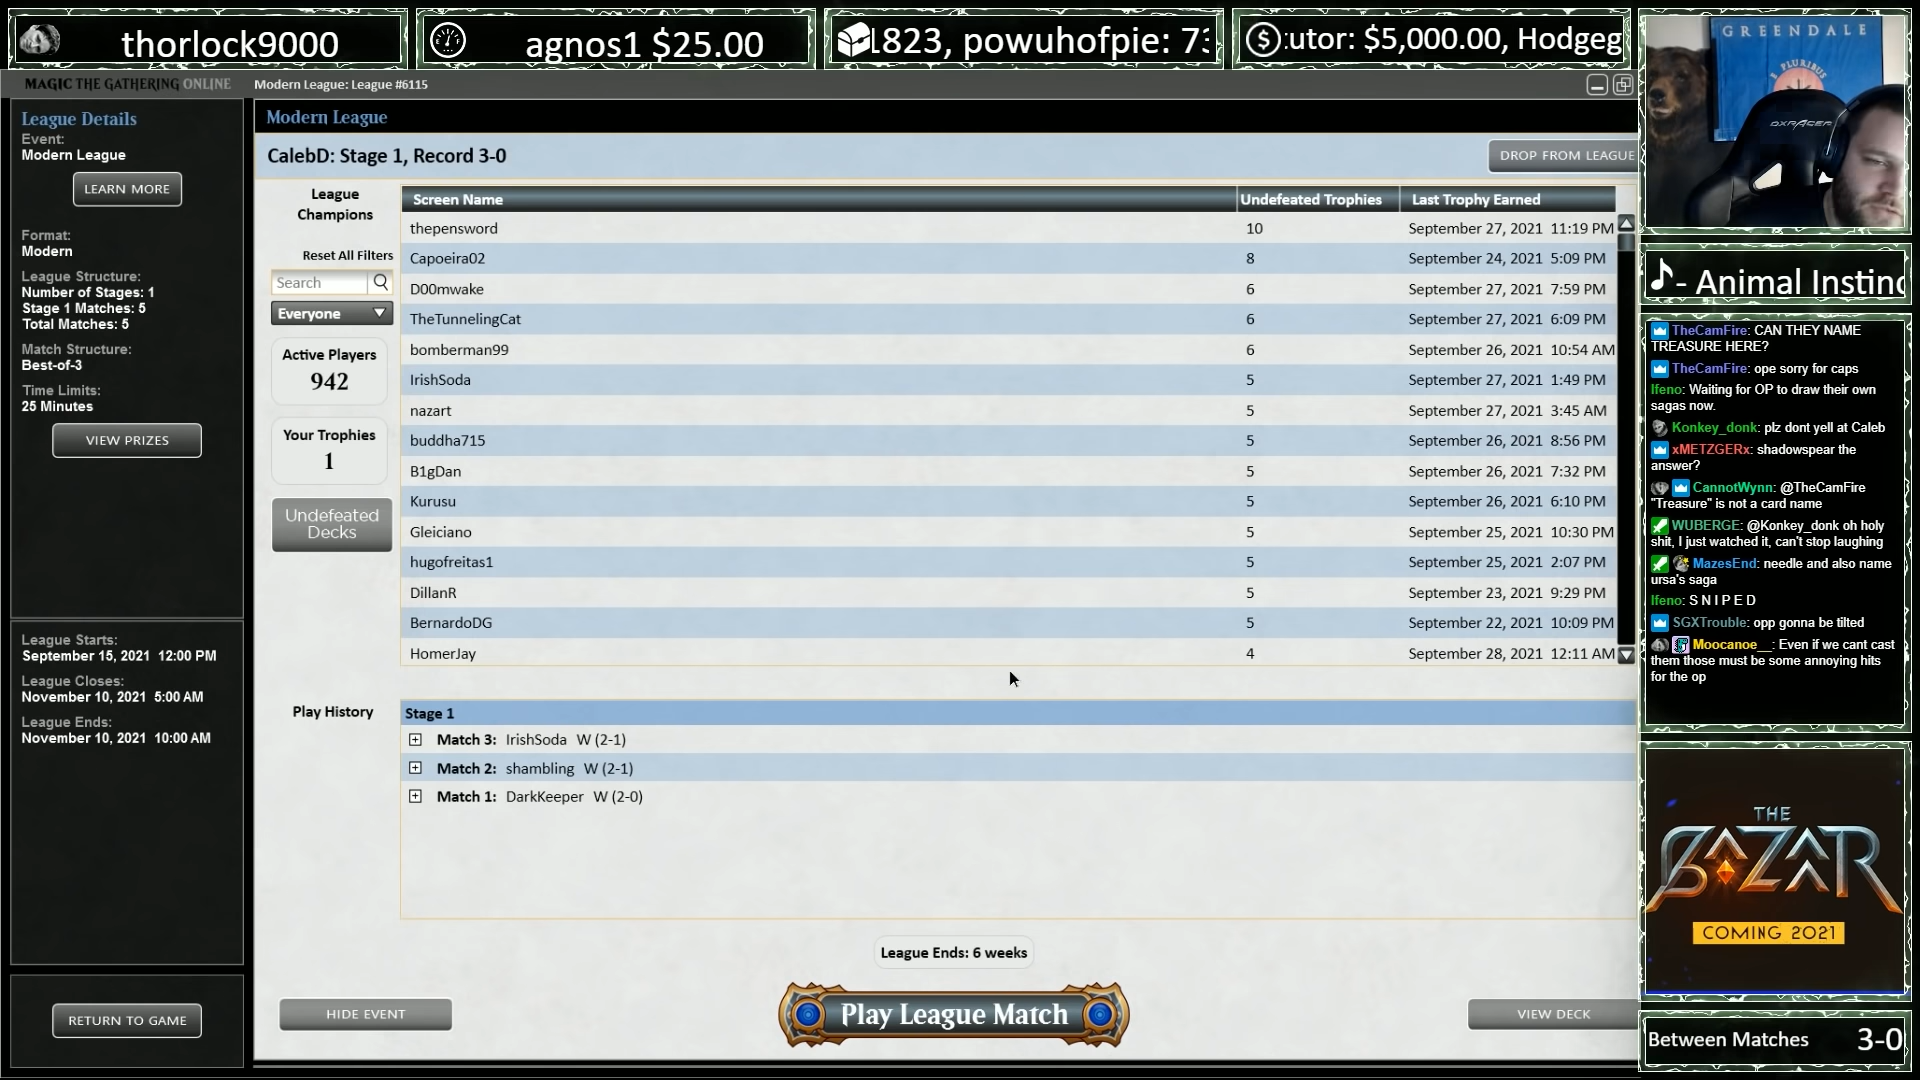 thorlock9000
agnos1 $25.00
1823, powuhofpie: 73
utor: $5,000.00, Hodgeg
MAGIC THE GATHERING ONLINE
Modern League: League #6115
League Details
Event:
Modern League
LEARN MORE
Format:
Modern
League Structure:
Number of Stages: 1
Stage 1 Matches: 5
Total Matches: 5
Match Structure:
Best-of-3
Time Limits:
25 Minutes
VIEW PRIZES
League Starts:
September 15, 2021 12:00 PM
League Closes:
November 10, 2021 5:00 AM
League Ends:
November 10, 2021 10:00 AM
RETURN TO GAME
Modern League
CalebD: Stage 1, Record 3-0
DROP FROM LEAGUE
League
Champions
Reset All Filters
Search
Everyone
Active Players
942
Your Trophies
1
Undefeated
Decks
Screen Name Undefeated Trophies Last Trophy Earned
thepensword 10 September 27, 2021 11:19 PM
Capoeira02 8 September 24, 2021 5:09 PM
D00mwake 6 September 27, 2021 7:59 PM
TheTunnelingCat 6 September 27, 2021 6:09 PM
bomberman99 6 September 26, 2021 10:54 AM
IrishSoda 5 September 27, 2021 1:49 PM
nazart 5 September 27, 2021 3:45 AM
buddha715 5 September 26, 2021 8:56 PM
B1gDan 5 September 26, 2021 7:32 PM
Kurusu 5 September 26, 2021 6:10 PM
Gleiciano 5 September 25, 2021 10:30 PM
hugofreitas1 5 September 25, 2021 2:07 PM
DillanR 5 September 23, 2021 9:29 PM
BernardoDG 5 September 22, 2021 10:09 PM
HomerJay 4 September 28, 2021 12:11 AM
Play History
Stage 1
Match 3: IrishSoda W (2-1)
Match 2: shambling W (2-1)
Match 1: DarkKeeper W (2-0)
League Ends: 6 weeks
HIDE EVENT
Play League Match
VIEW DECK
GREENDALE
E PLURIBUS
OXRACER
- Animal Instinc
TheCamFire: CAN THEY NAME
TREASURE HERE?
TheCamFire: ope sorry for caps
lfeno: Waiting for OP to draw their own
sagas now.
Konkey_donk: plz dont yell at Caleb
xMETZGERx: shadowspear the
answer?
CannotWynn: @TheCamFire
"Treasure" is not a card name
WUBERGE: @Konkey_donk oh holy
shit, I just watched it, can't stop laughing
MazesEnd: needle and also name
ursa's saga
lfeno: S N I P E D
SGXTrouble: opp gonna be tilted
Moocanoe__: Even if we cant cast
them those must be some annoying hits
for the op
THE
BAZAAR
COMING 2021
Between Matches 3-0